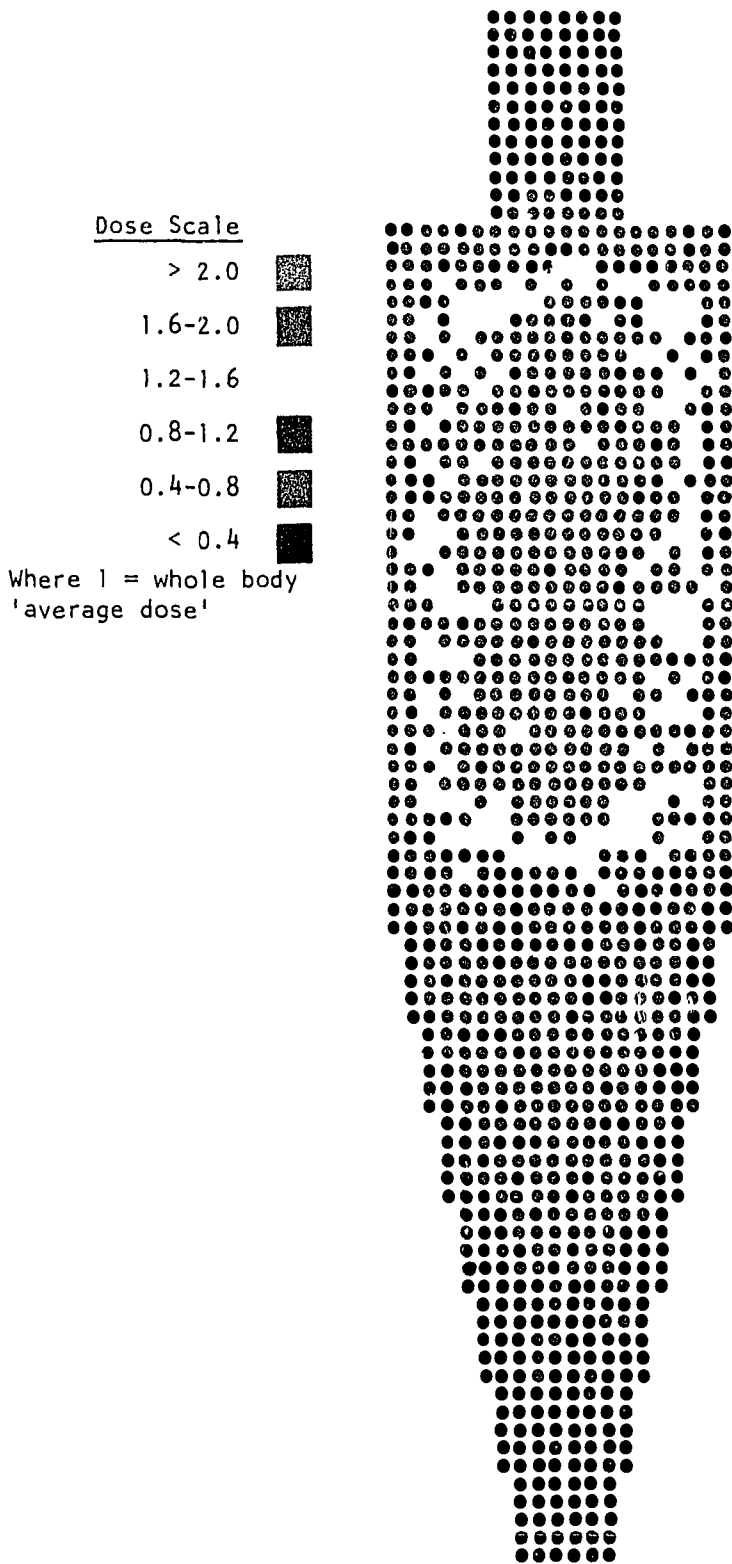 Dose Scale
> 2.0
1.6-2.0
1.2-1.6
0.8-1.2
0.4-0.8
< 0.4
Where 1 = whole body
'average dose'